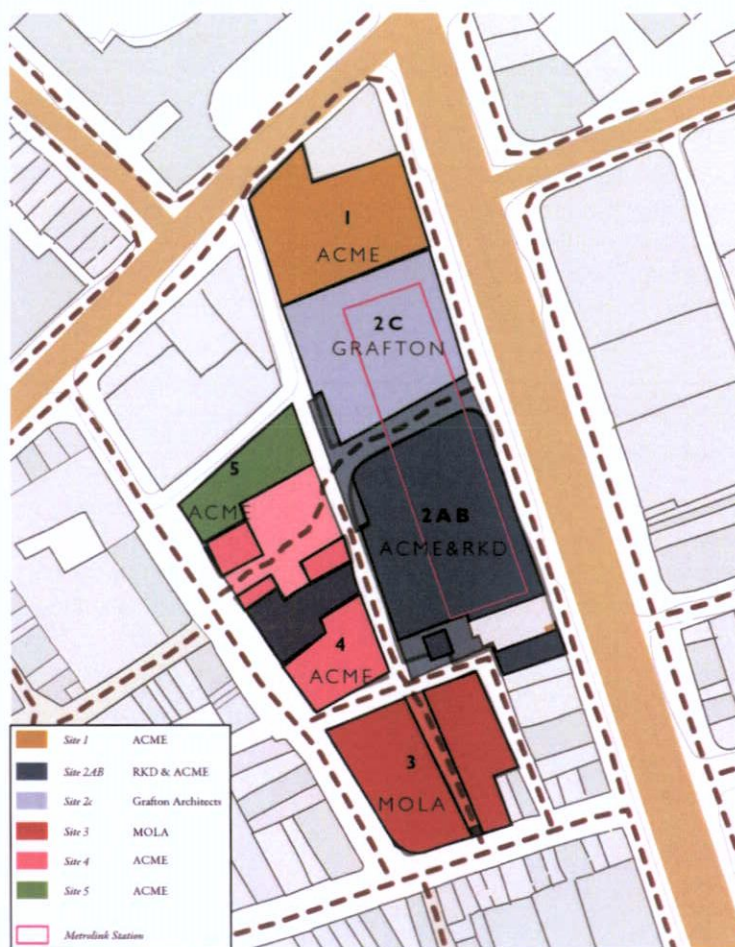 1
ACME
2C
GRAFTON
5
ACME
2AB
ACME&RKD
4
ACME
3
MOLA
Site 1 ACME
Site 2AB RKD & ACME
Site 2c Grafton Architects
Site 3 MOLA
Site 4 ACME
Site 5 ACME
Metrolink Station